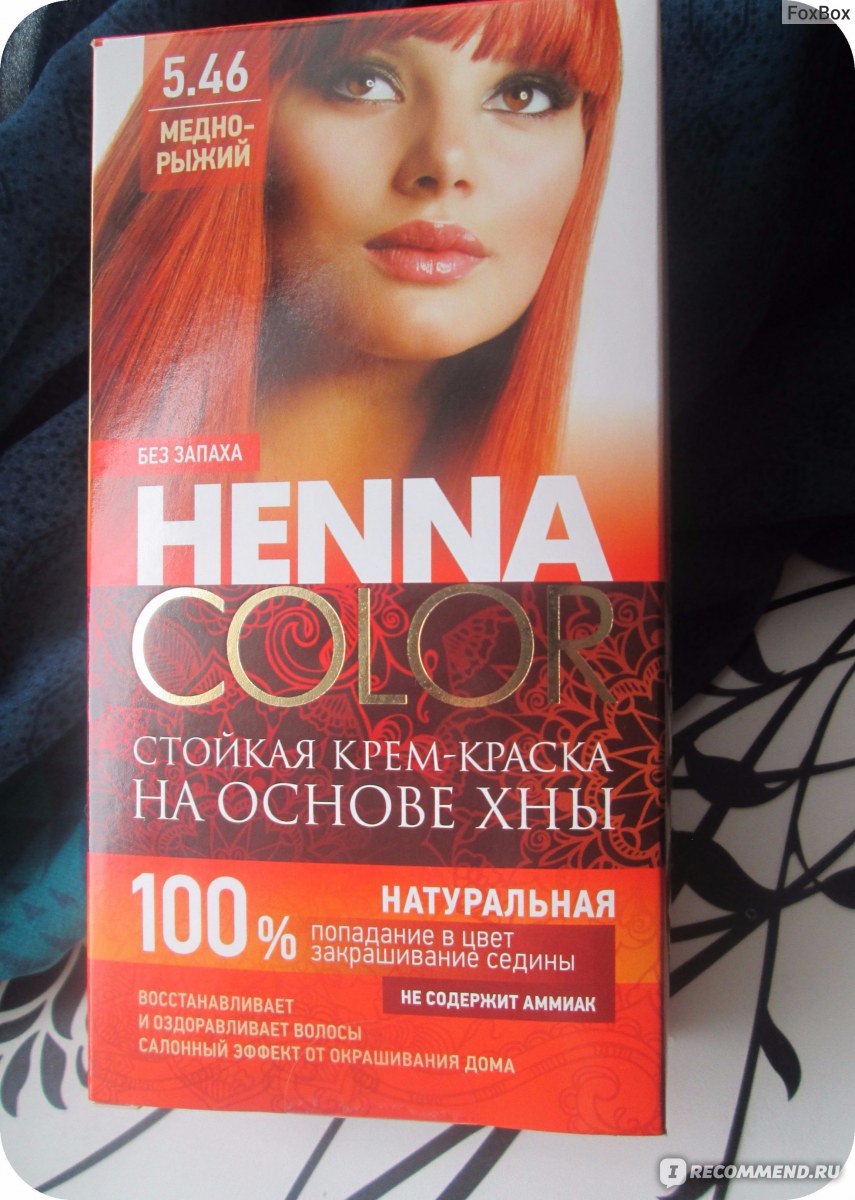 FoxBox
5.46
МЕДНО-
РЫЖИЙ
БЕЗ ЗАПАХА
HENNA
COLOR
СТОЙКАЯ КРЕМ-КРАСКА
НА ОСНОВЕ ХНЫ
100% НАТУРАЛЬНАЯ
попадание в цвет
закрашивание седины
НЕ СОДЕРЖИТ АММИАК
ВОССТАНАВЛИВАЕТ
И ОЗДОРАВЛИВАЕТ ВОЛОСЫ
САЛОННЫЙ ЭФФЕКТ ОТ ОКРАШИВАНИЯ ДОМА
I RECOMMEND.RU